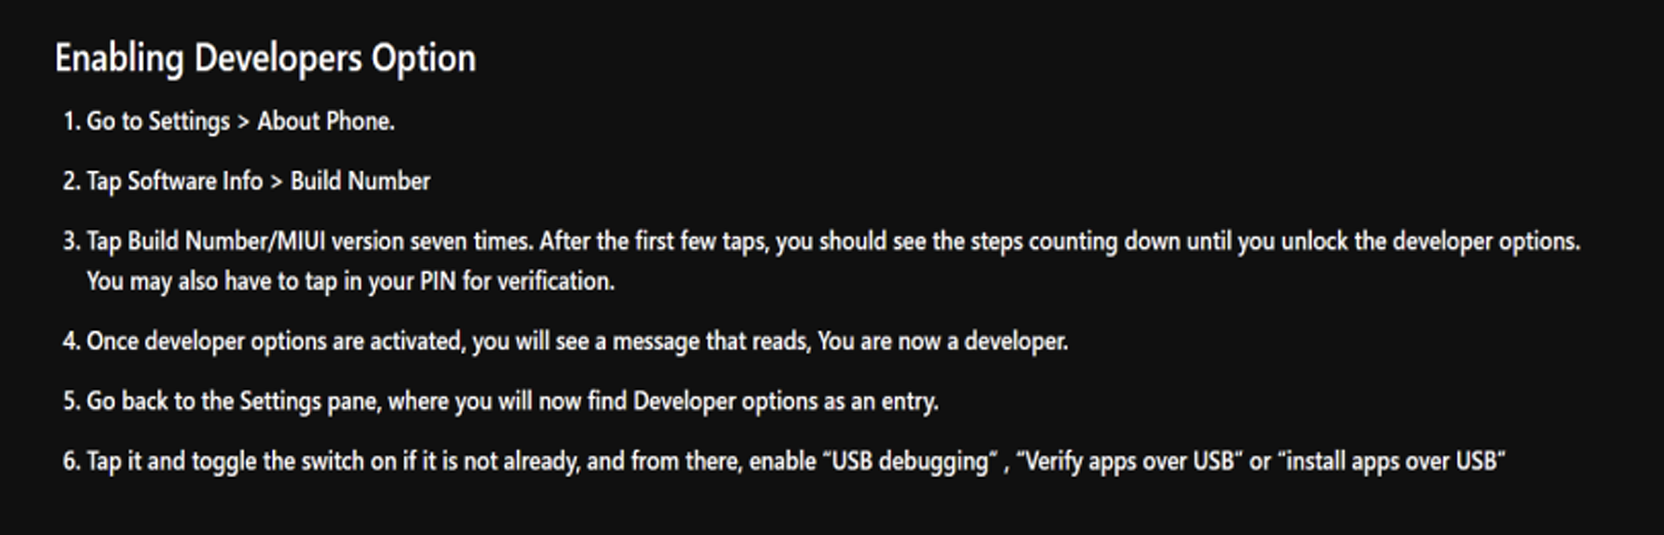 Enabling Developers Option
1. Go to Settings > About Phone.
2. Tap Software Info > Build Number
3. Tap Build Number/MIUI version seven times. After the first few taps, you should see the steps counting down until you unlock the developer options.
You may also have to tap in your PIN for verification.
4. Once developer options are activated, you will see a message that reads, You are now a developer.
5. Go back to the Settings pane, where you will now find Developer options as an entry.
6. Tap it and toggle the switch on if it is not already, and from there, enable “USB debugging” , “Verify apps over USB” or “install apps over USB”